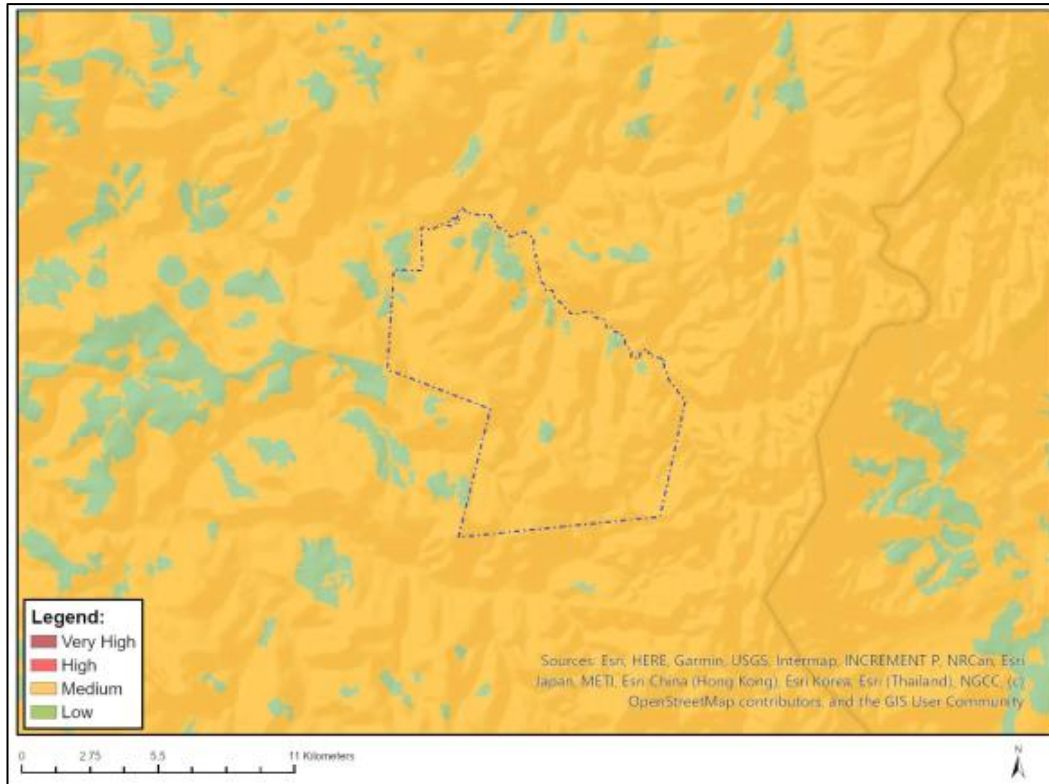 Legend:
Very High
High
Medium
Low
Sources: Esri, HERE, Garmin, USGS, Intermap, INCREMENT P, NRCan, Esri
Japan, METI, Esri China (Hong Kong), Esri Korea, Esri (Thailand), NGCC, (c)
OpenStreetMap contributors, and the GIS User Community
0 2.75 5.5 11 Kilometers
N